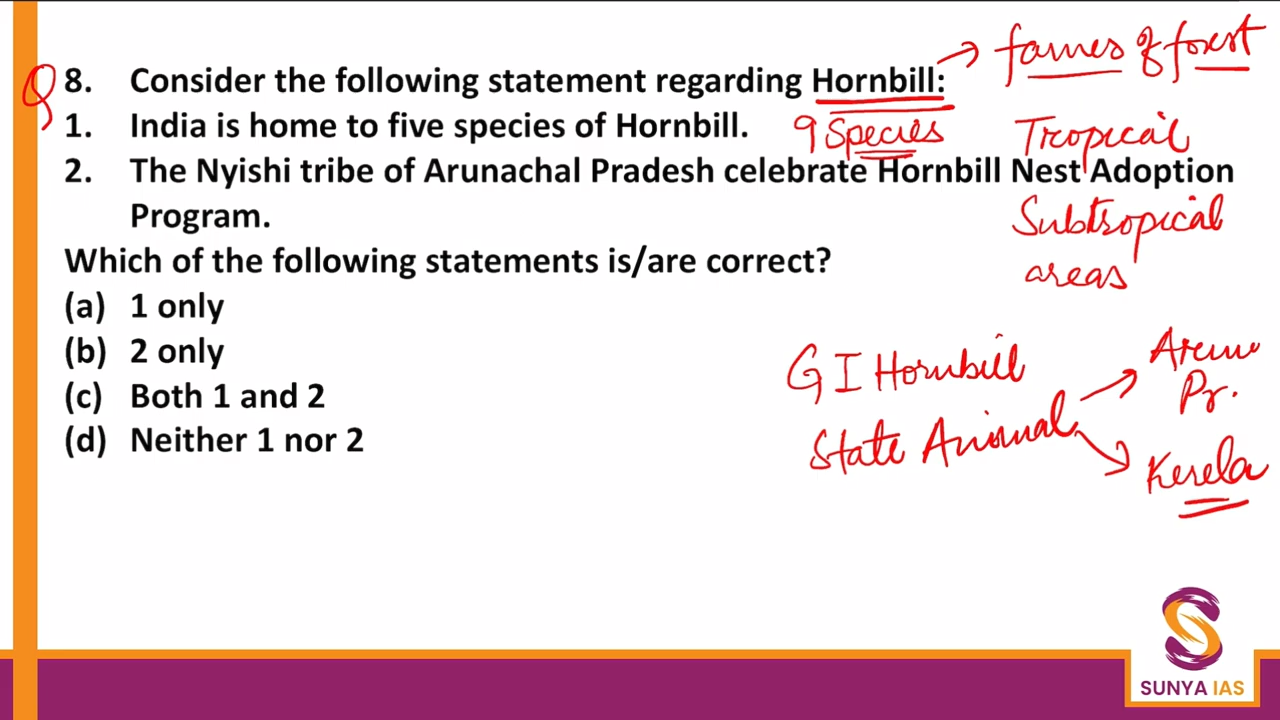 8. Consider the following statement regarding Hornbill: → farmes of forest
1. India is home to five species of Hornbill. 9 Species Tropical
2. The Nyishi tribe of Arunachal Pradesh celebrate Hornbill Nest Adoption
Program. Subtropical
Which of the following statements is/are correct? areas
(a) 1 only
(b) 2 only
(c) Both 1 and 2
(d) Neither 1 nor 2
GI Hornbill
State Animal
Pr.
Kerela
SUNYA IAS